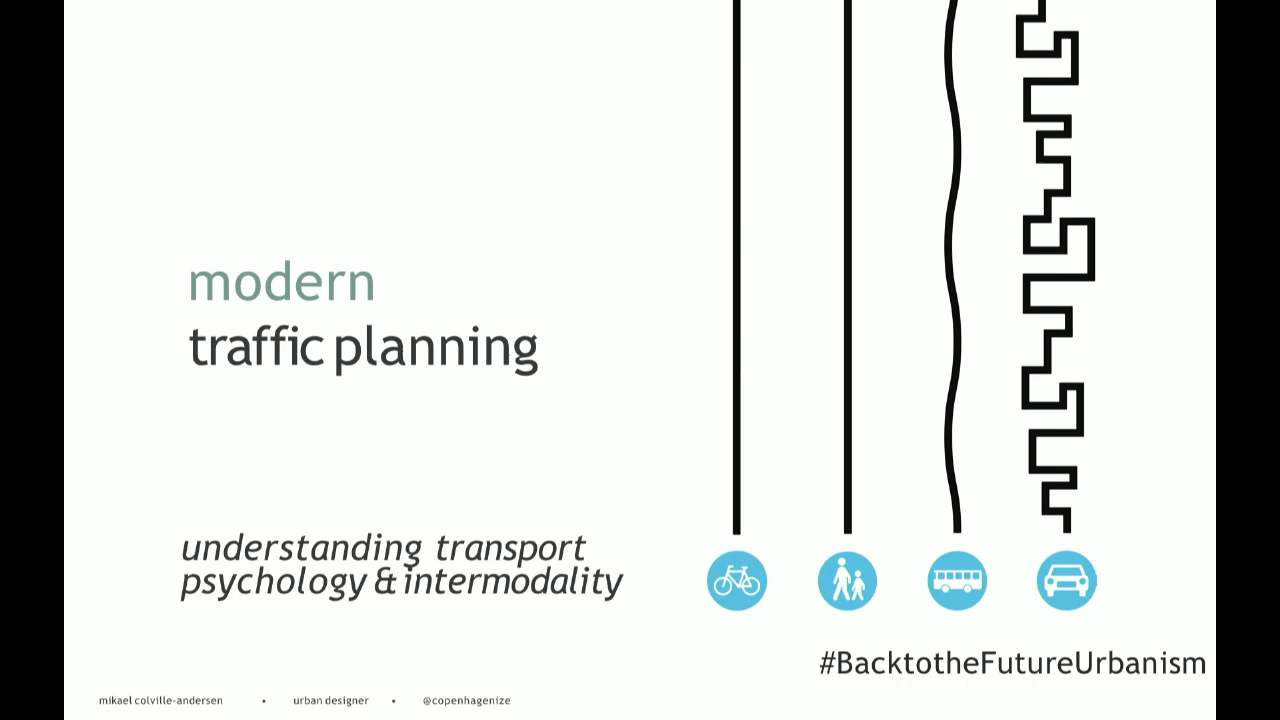 modern
traffic planning
understanding transport
psychology & intermodality
#BacktotheFutureUrbanism
mikael colville-andersen • urban designer • @copenhagenize